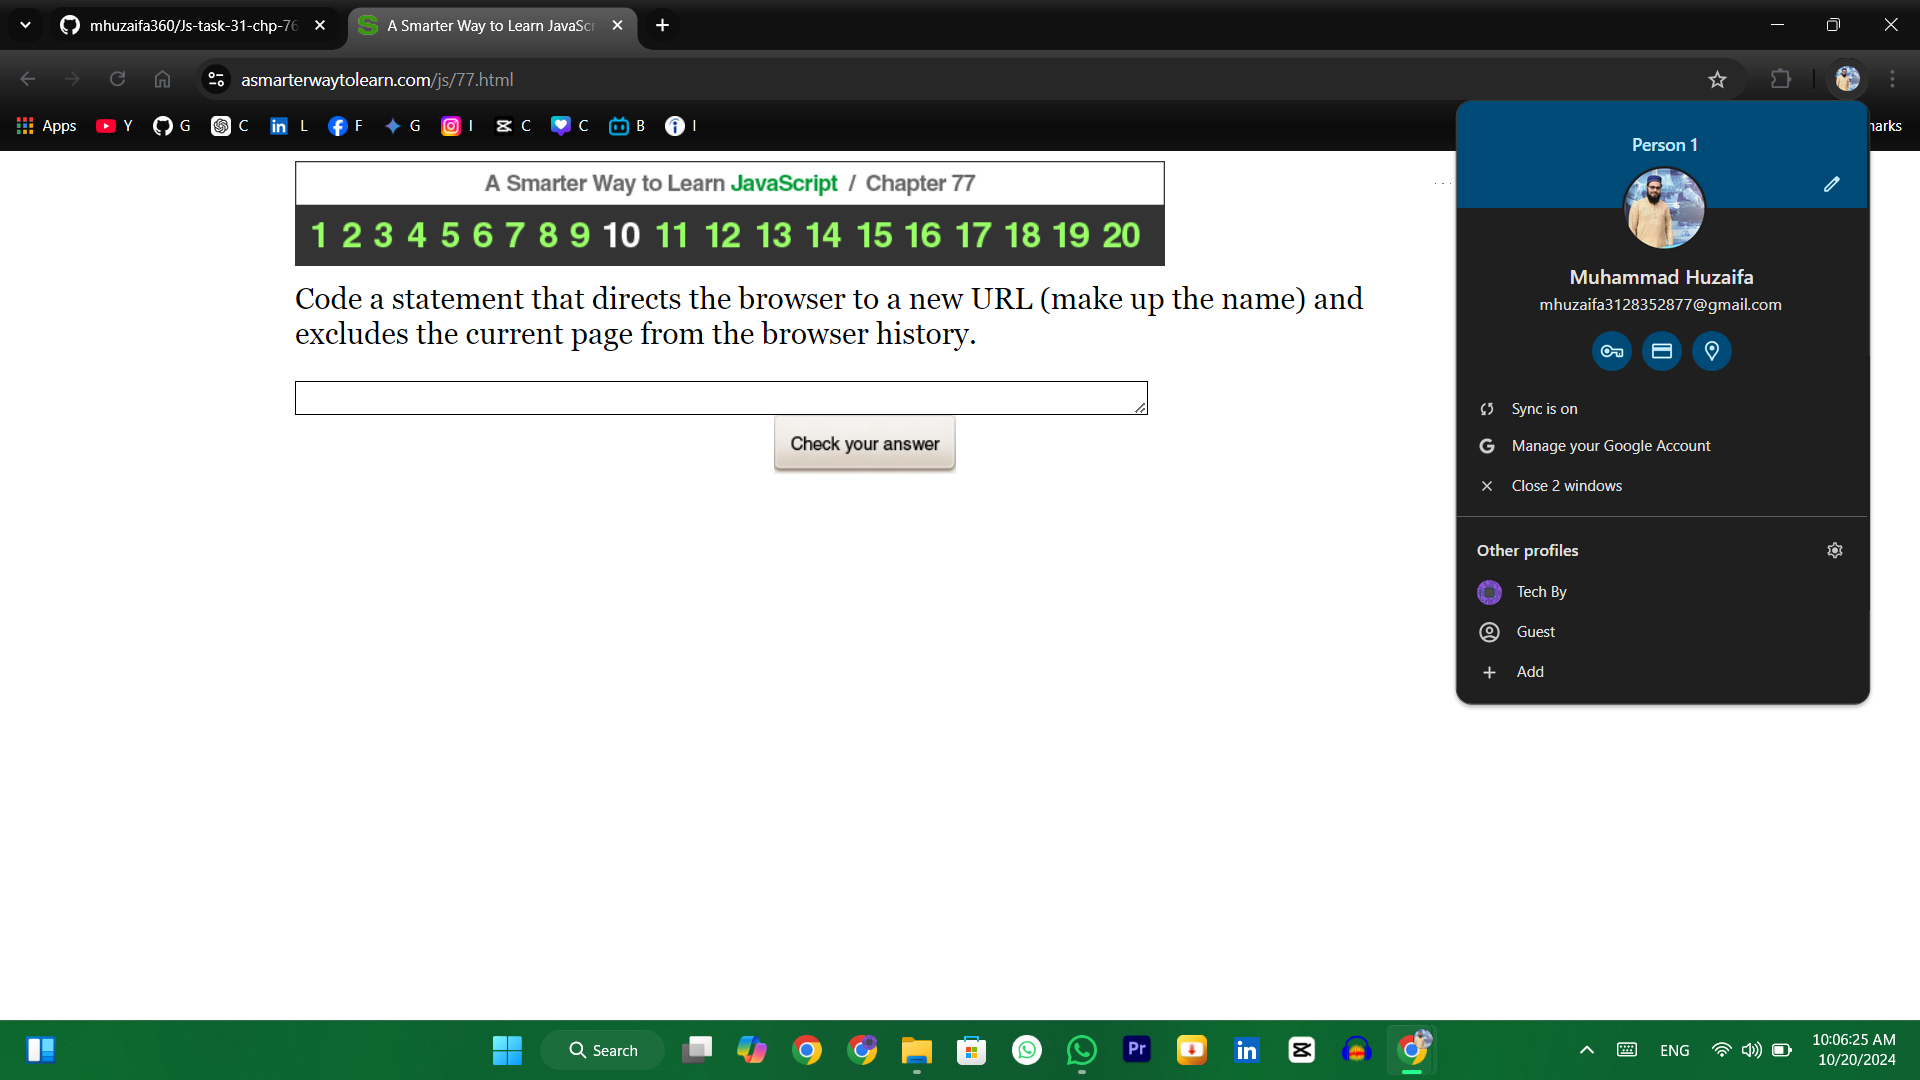 mhuzaifa360/Js-task-31-chp-76
A Smarter Way to Learn JavaScr
asmarterwaytolearn.com/js/77.html
Apps Y G C L F G I C C B I
narks
A Smarter Way to Learn JavaScript / Chapter 77
1 2 3 4 5 6 7 8 9 10 11 12 13 14 15 16 17 18 19 20
Code a statement that directs the browser to a new URL (make up the name) and
excludes the current page from the browser history.
Check your answer
Person 1
Muhammad Huzaifa
mhuzaifa3128352877@gmail.com
Sync is on
Manage your Google Account
Close 2 windows
Other profiles
Tech By
Guest
Add
Search
Pr
ENG
10:06:25 AM
10/20/2024